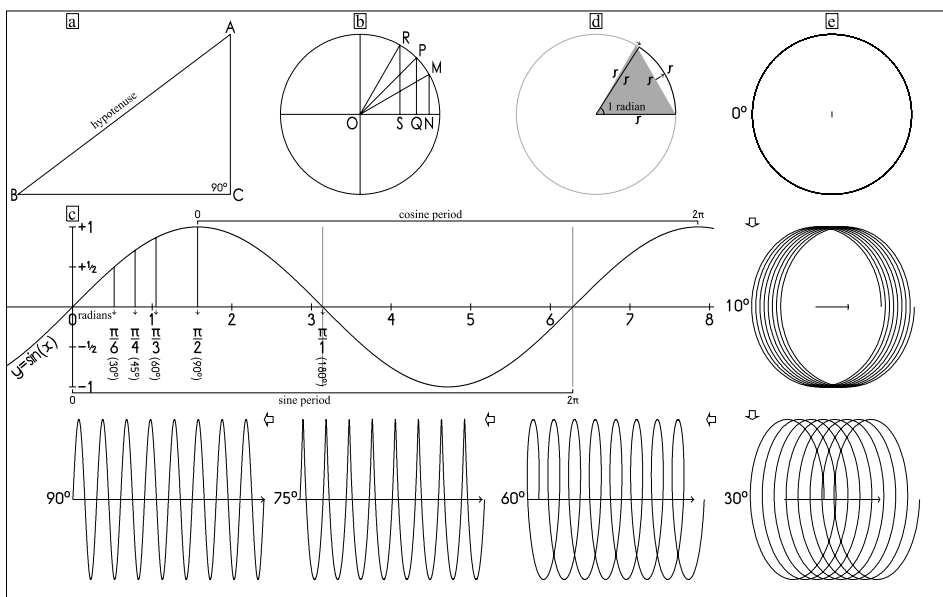 a
b
d
e
A
B
C
hypotenuse
90°
R
P
M
O
S
Q
N
r
r
r
r
1 radian
r
0°
c
0
cosine period
2π
+1
+½
-½
-1
0
radians
1
2
3
4
5
6
7
8
π/6
(30°)
π/4
(45°)
π/3
(60°)
π/2
(90°)
π/1
(180°)
y=sin(x)
0
sine period
2π
10°
90°
75°
60°
30°